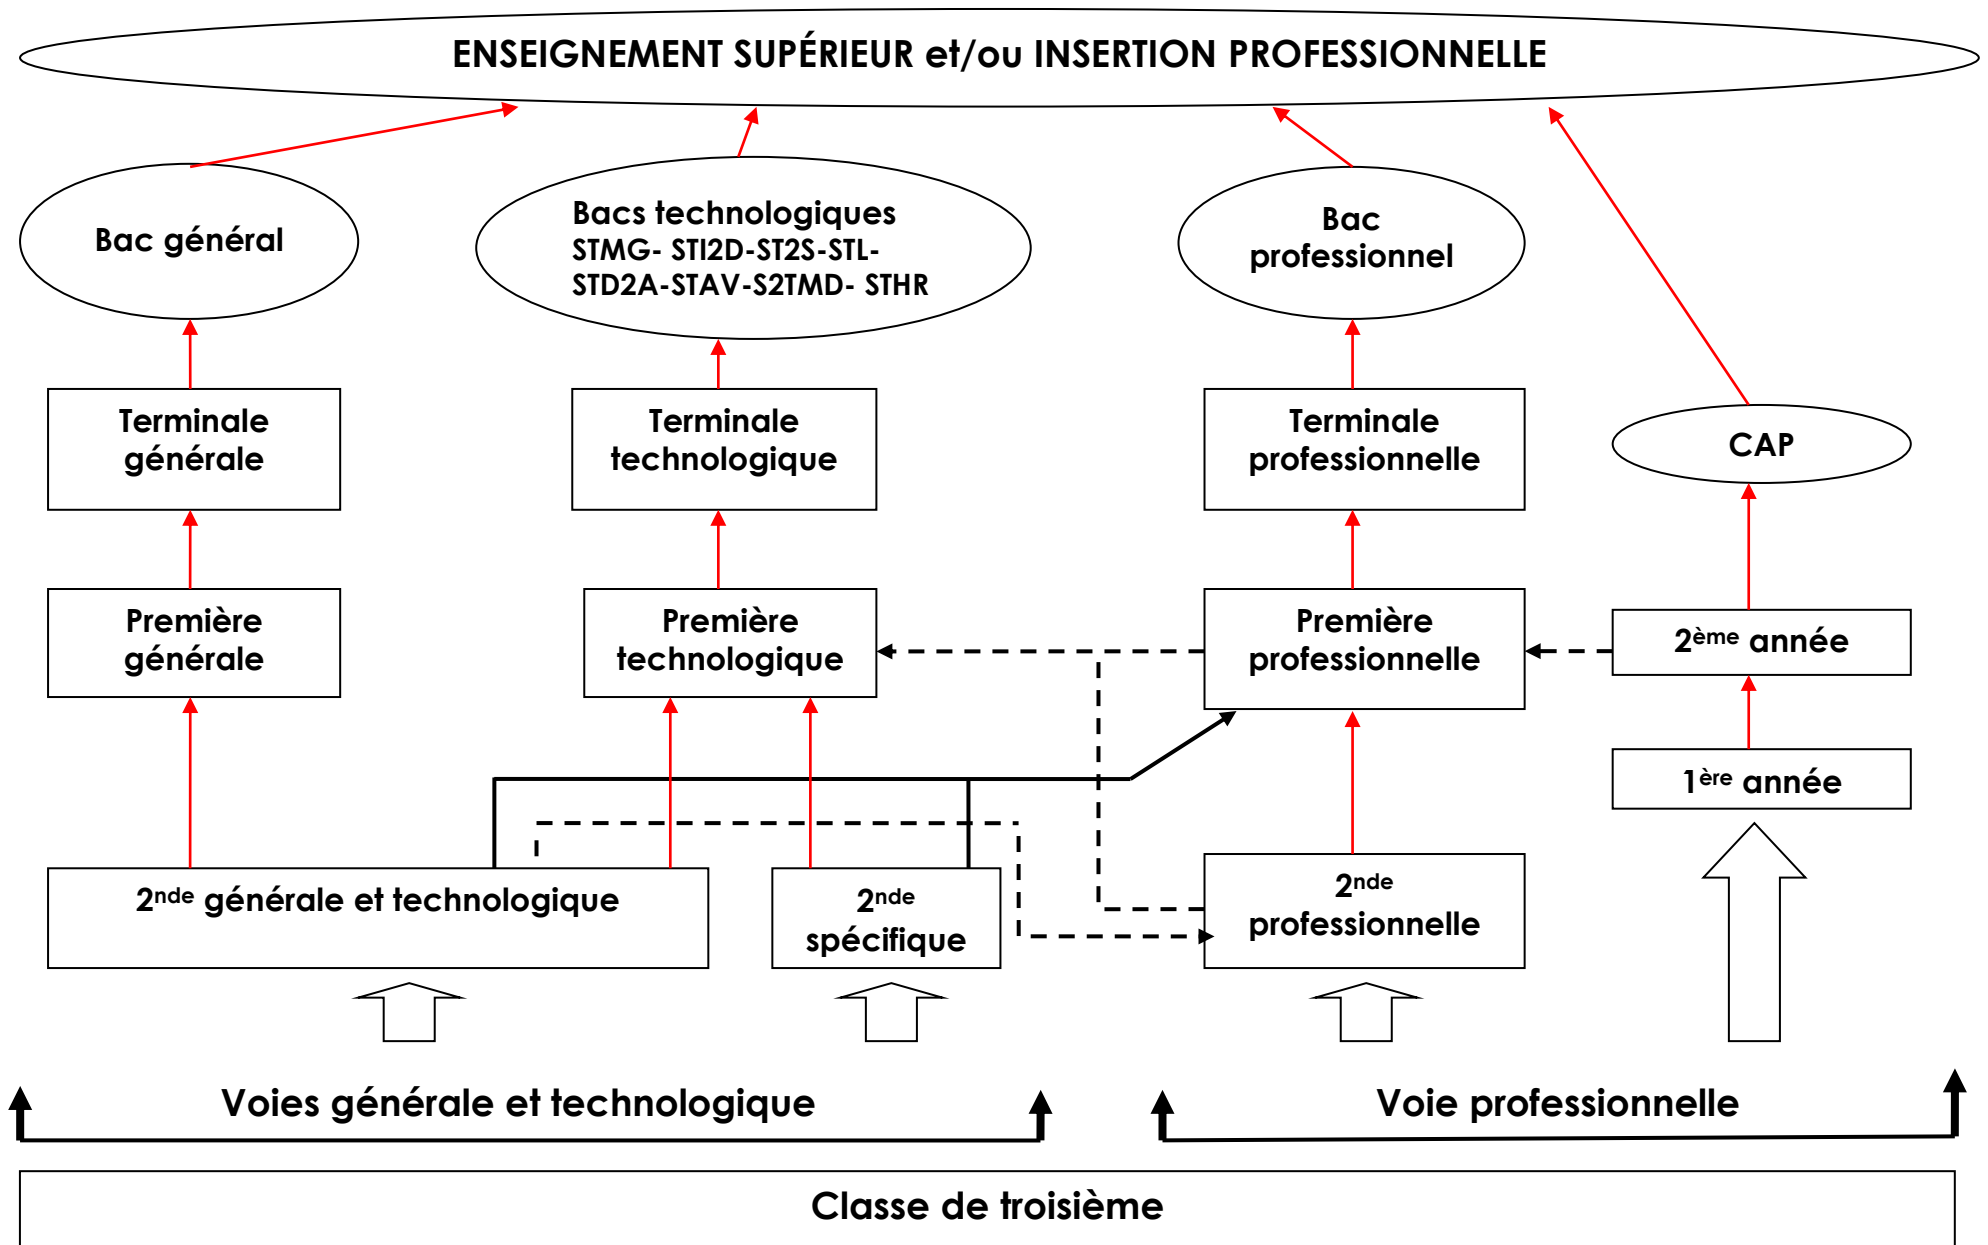 ENSEIGNEMENT SUPÉRIEUR et/ou INSERTION PROFESSIONNELLE
Bac général
Bacs technologiques
STMG- STI2D-ST2S-STL-
STD2A-STAV-S2TMD- STHR
Bac
professionnel
Terminale
générale
Terminale
technologique
Terminale
professionnelle
CAP
Première
générale
Première
technologique
Première
professionnelle
2ème année
1ère année
2nde générale et technologique
2nde
spécifique
2nde
professionnelle
Voies générale et technologique
Voie professionnelle
Classe de troisième